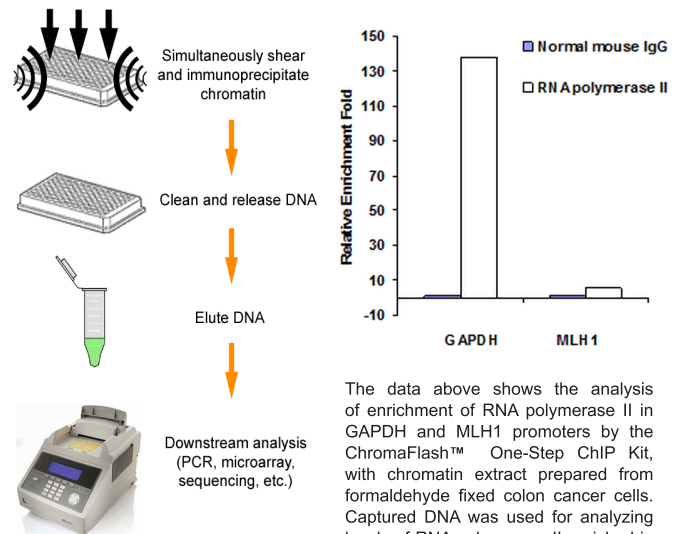 Simultaneously shear
and immunoprecipitate
chromatin
Clean and release DNA
Elute DNA
Downstream analysis
(PCR, microarray,
sequencing, etc.)
Relative Enrichment Fold
150
130
110
90
70
50
30
10
-10
Normal mouse IgG
RNA polymerase II
GAPDH
MLH1
The data above shows the analysis
of enrichment of RNA polymerase II in
GAPDH and MLH1 promoters by the
ChromaFlash™ One-Step ChIP Kit,
with chromatin extract prepared from
formaldehyde fixed colon cancer cells.
Captured DNA was used for analyzing